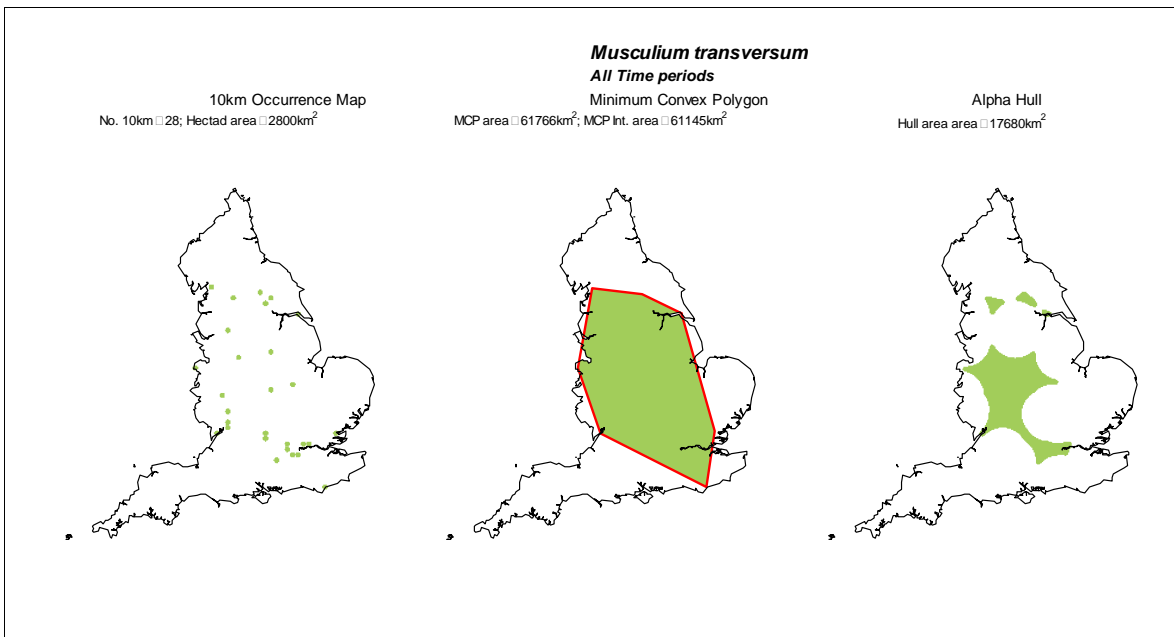 Musculium transversum
All Time periods
10km Occurrence Map
No. 10km □ 28; Hectad area □ 2800km²
Minimum Convex Polygon
MCP area □ 61766km²; MCP Int. area □ 61145km²
Alpha Hull
Hull area area □ 17680km²